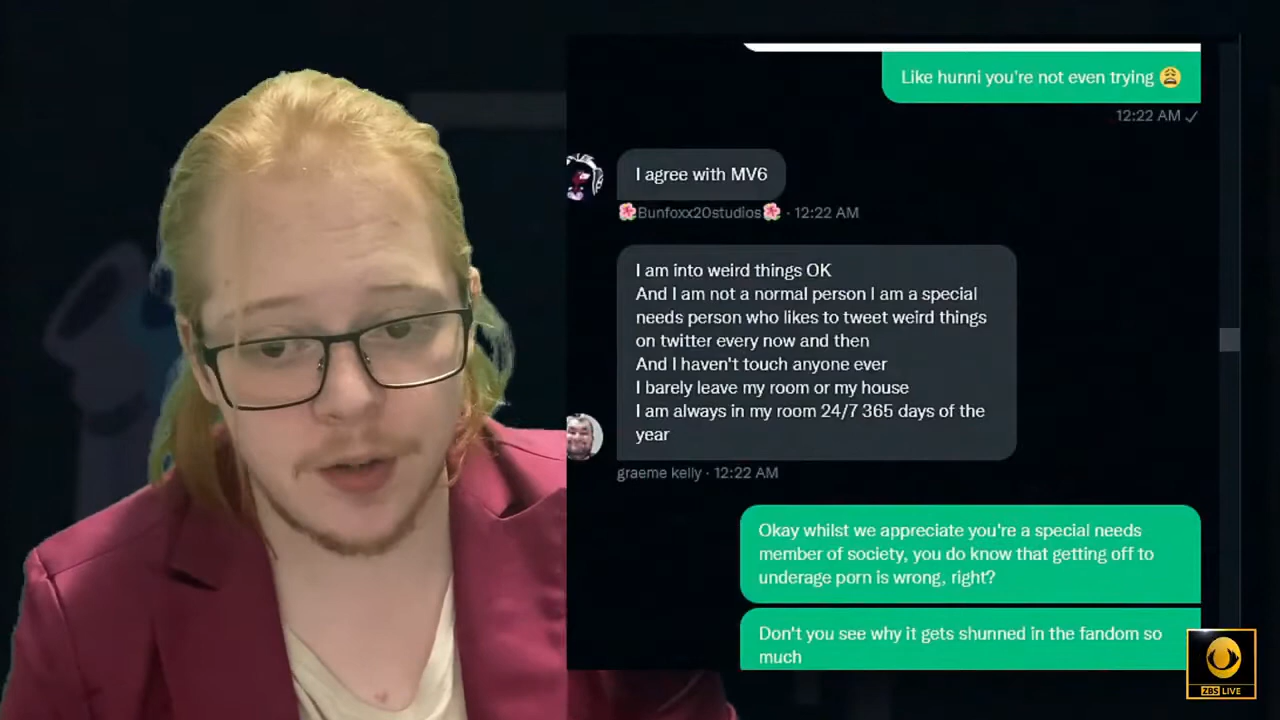 Like hunni you're not even trying 😩
12:22 AM ✓
I agree with MV6
🌺Bunfoxx20studios🌺 · 12:22 AM
I am into weird things OK
And I am not a normal person I am a special
needs person who likes to tweet weird things
on twitter every now and then
And I haven't touch anyone ever
I barely leave my room or my house
I am always in my room 24/7 365 days of the
year
graeme kelly · 12:22 AM
Okay whilst we appreciate you're a special needs
member of society, you do know that getting off to
underage porn is wrong, right?
Don't you see why it gets shunned in the fandom so
much
ZBS LIVE